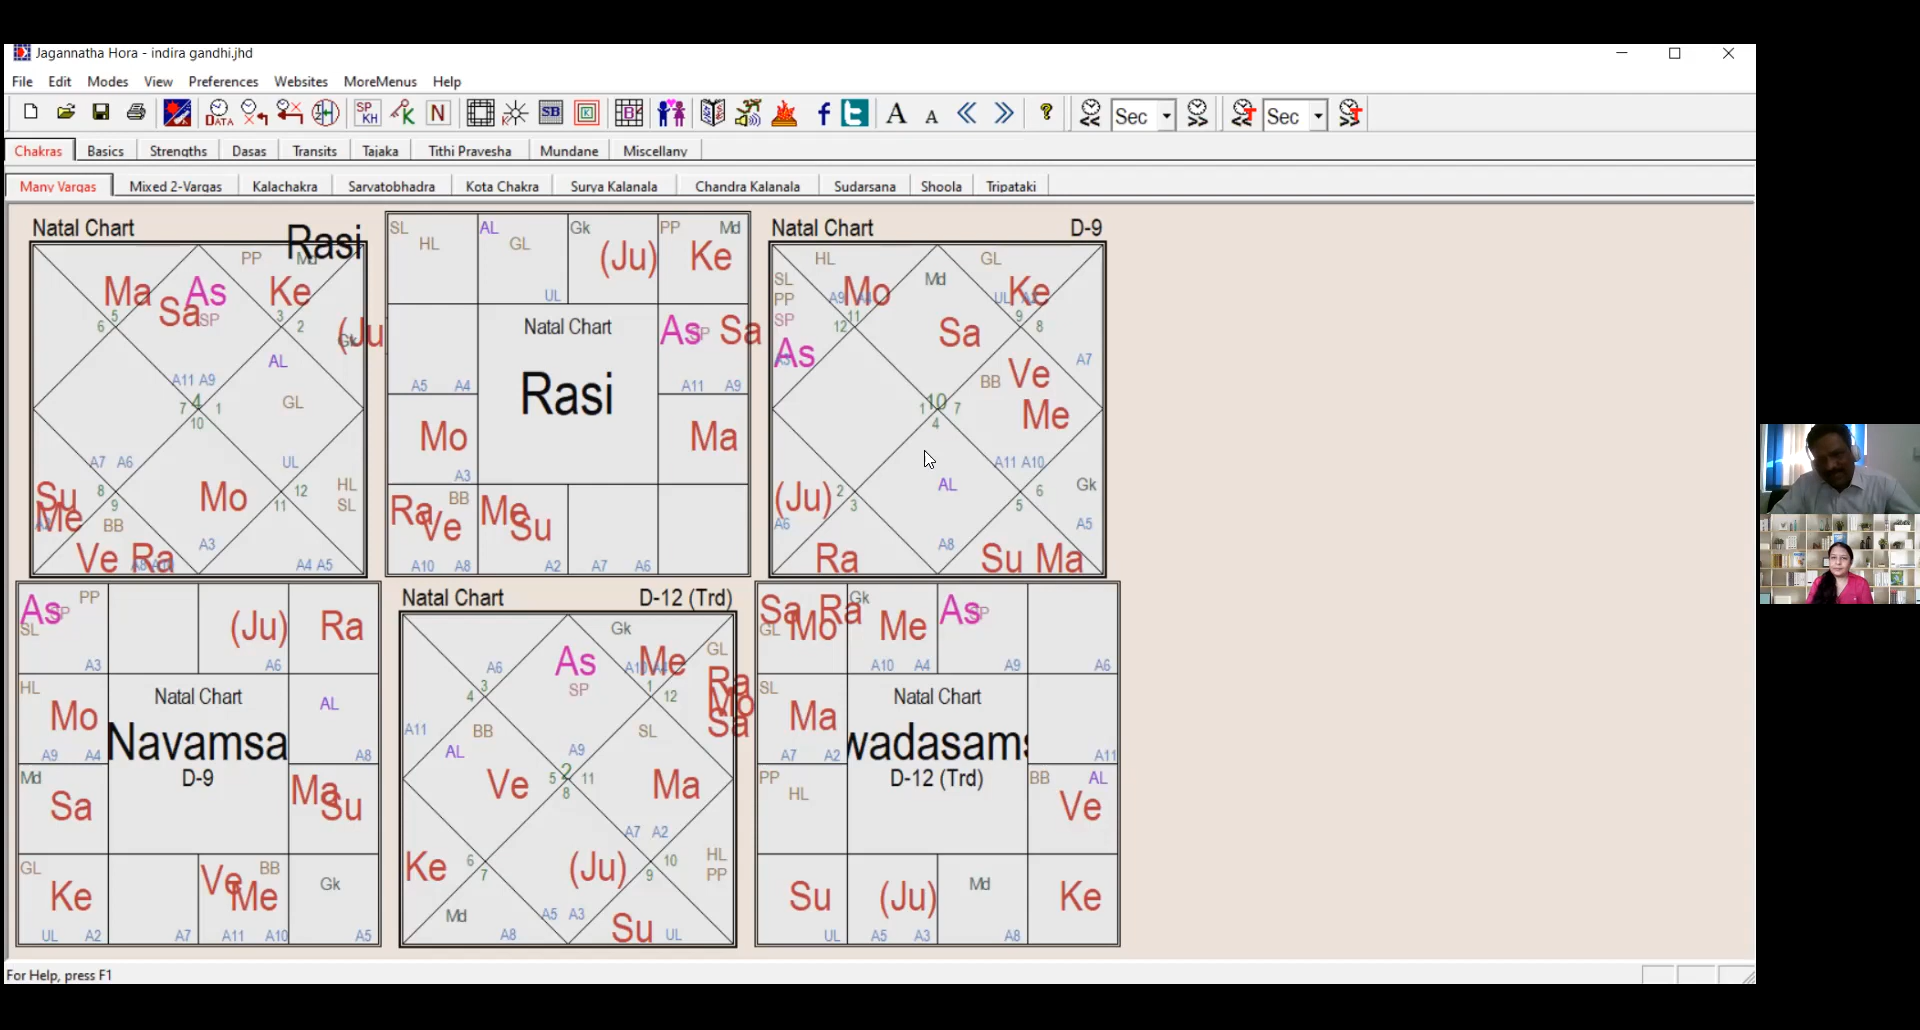 Jagannatha Hora - indira gandhi.jhd
File Edit Modes View Preferences Websites MoreMenus Help
DATA SP KH K N K SB K B f t A A ? Sec Sec
Chakras Basics Strengths Dasas Transits Tajaka Tithi Pravesha Mundane Miscellany
Many Vargas Mixed 2-Vargas Kalachakra Sarvatobhadra Kota Chakra Surya Kalanala Chandra Kalanala Sudarsana Shoola Tripataki
Natal Chart Rasi
PP Md
Ma As Ke
Sa SP
5 3
6 2
(Ju
Gk
AL
A11 A9
7 4 1
GL
10
A7 A6 UL
Su 8 Mo 12 HL
Me 9 11 SL
BB
A3
Ve Ra
A4 A5
SL HL AL GL Gk (Ju) PP Md Ke
UL
Natal Chart
Rasi
As SP Sa
A5 A4 A11 A9
Mo Ma
A3
Ra Ve BB Me Su
A10 A8 A2 A7 A6
Natal Chart D-9
HL GL
SL Md
PP A9 Mo UL Ke
SP 11 9
12 8
Sa
As A7
BB Ve
Me
1 10 7
4
A11 A10
AL
(Ju) 2 6 Gk
3 5
A6 A5
A8
Ra Su Ma
As SP PP (Ju) Ra
SL
A3 A6
HL Mo AL
A9 A4 A8
Natal Chart
Navamsa
D-9
Md Sa Ma Su
GL Ke Ve Me BB Gk
UL A2 A7 A11 A10 A5
Natal Chart D-12 (Trd)
Gk
A6 As A10 Me GL
SP
3 1 Ra
4 12 Mo
Sa
A11 BB SL
AL A9
Ve 5 2 11 Ma
8
A7 A2
Ke 6 (Ju) 10 HL
7 9 PP
Md A5 A3
A8 Su UL
Sa Ra Gk Me As SP
GL Mo
A10 A4 A9 A6
SL Ma
A7 A2 A11
Natal Chart
wadasams
D-12 (Trd)
PP HL BB AL
Ve
Su (Ju) Md Ke
UL A5 A3 A8
For Help, press F1